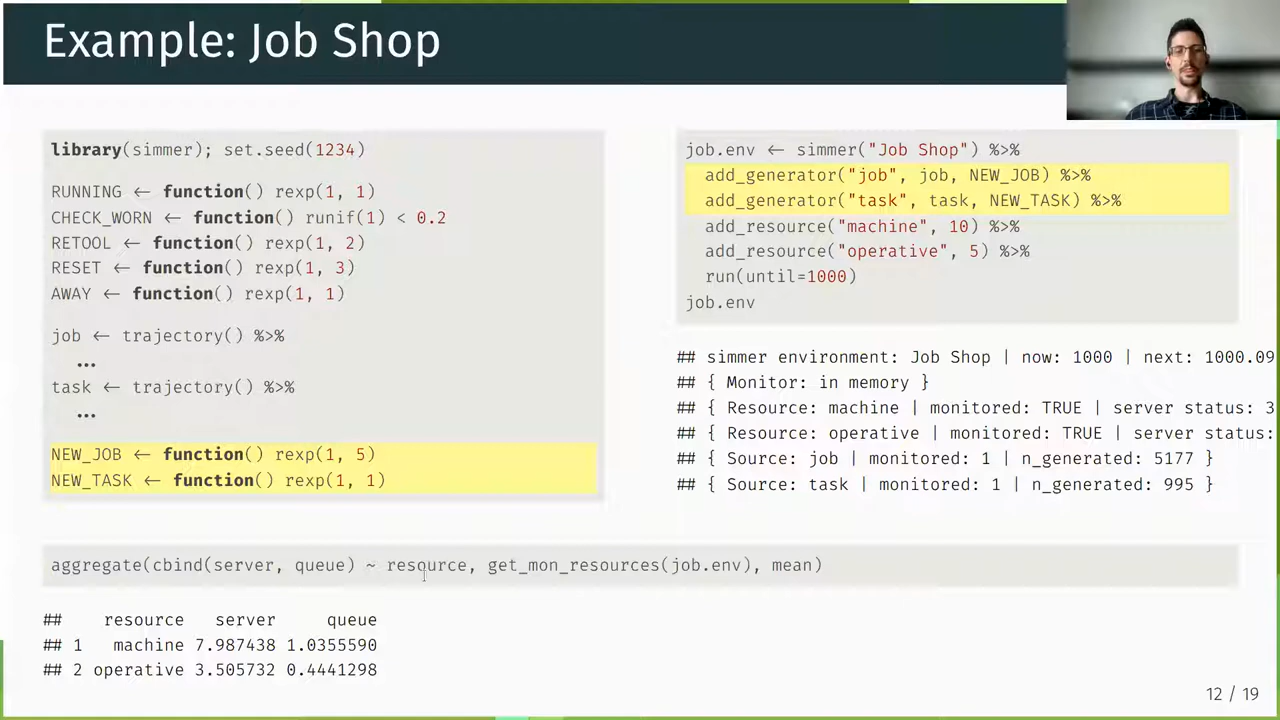 Example: Job Shop
library(simmer); set.seed(1234)
RUNNING ← function() rexp(1, 1)
CHECK_WORN ← function() runif(1) < 0.2
RETOOL ← function() rexp(1, 2)
RESET ← function() rexp(1, 3)
AWAY ← function() rexp(1, 1)
job ← trajectory() %>%
...
task ← trajectory() %>%
...
NEW_JOB ← function() rexp(1, 5)
NEW_TASK ← function() rexp(1, 1)
job.env ← simmer("Job Shop") %>%
add_generator("job", job, NEW_JOB) %>%
add_generator("task", task, NEW_TASK) %>%
add_resource("machine", 10) %>%
add_resource("operative", 5) %>%
run(until=1000)
job.env
## simmer environment: Job Shop | now: 1000 | next: 1000.09
## { Monitor: in memory }
## { Resource: machine | monitored: TRUE | server status: 3
## { Resource: operative | monitored: TRUE | server status:
## { Source: job | monitored: 1 | n_generated: 5177 }
## { Source: task | monitored: 1 | n_generated: 995 }
aggregate(cbind(server, queue) ~ resource, get_mon_resources(job.env), mean)
## resource server queue
## 1 machine 7.987438 1.0355590
## 2 operative 3.505732 0.4441298
12 / 19